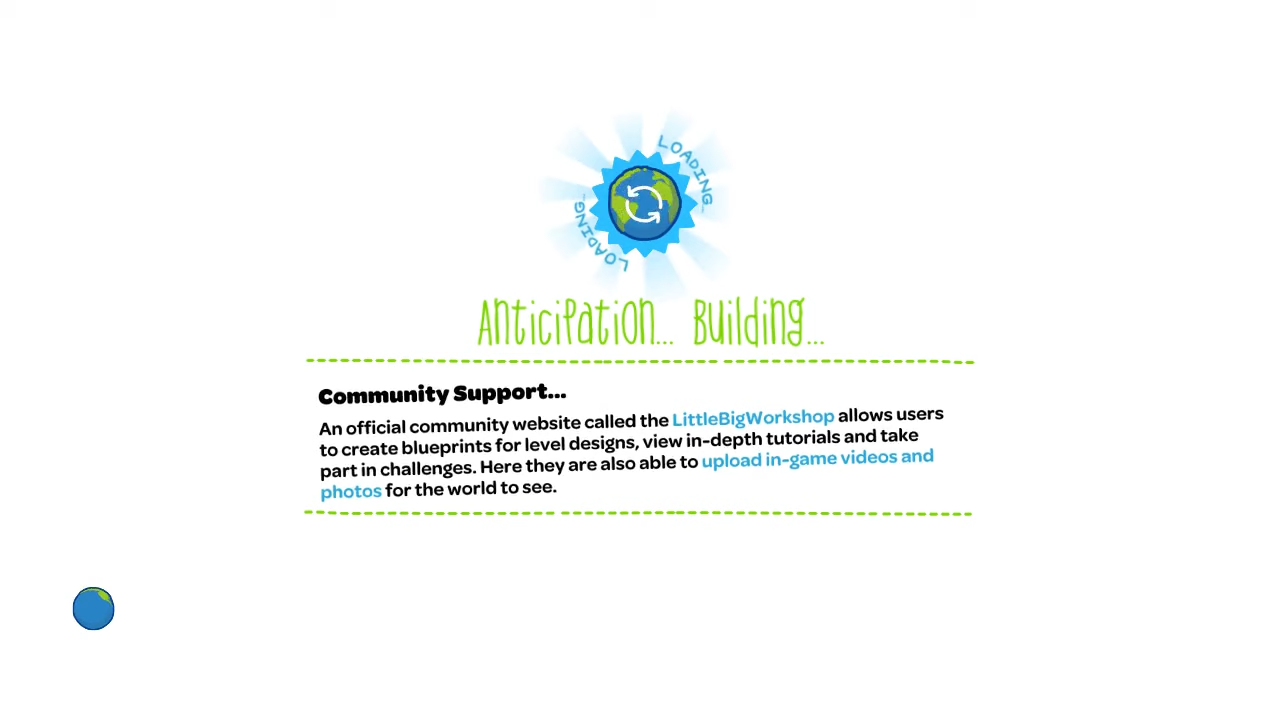 LOADING...
LOADING...
Anticipation... Building...
Community Support...
An official community website called the LittleBigWorkshop allows users
to create blueprints for level designs, view in-depth tutorials and take
part in challenges. Here they are also able to upload in-game videos and
photos for the world to see.